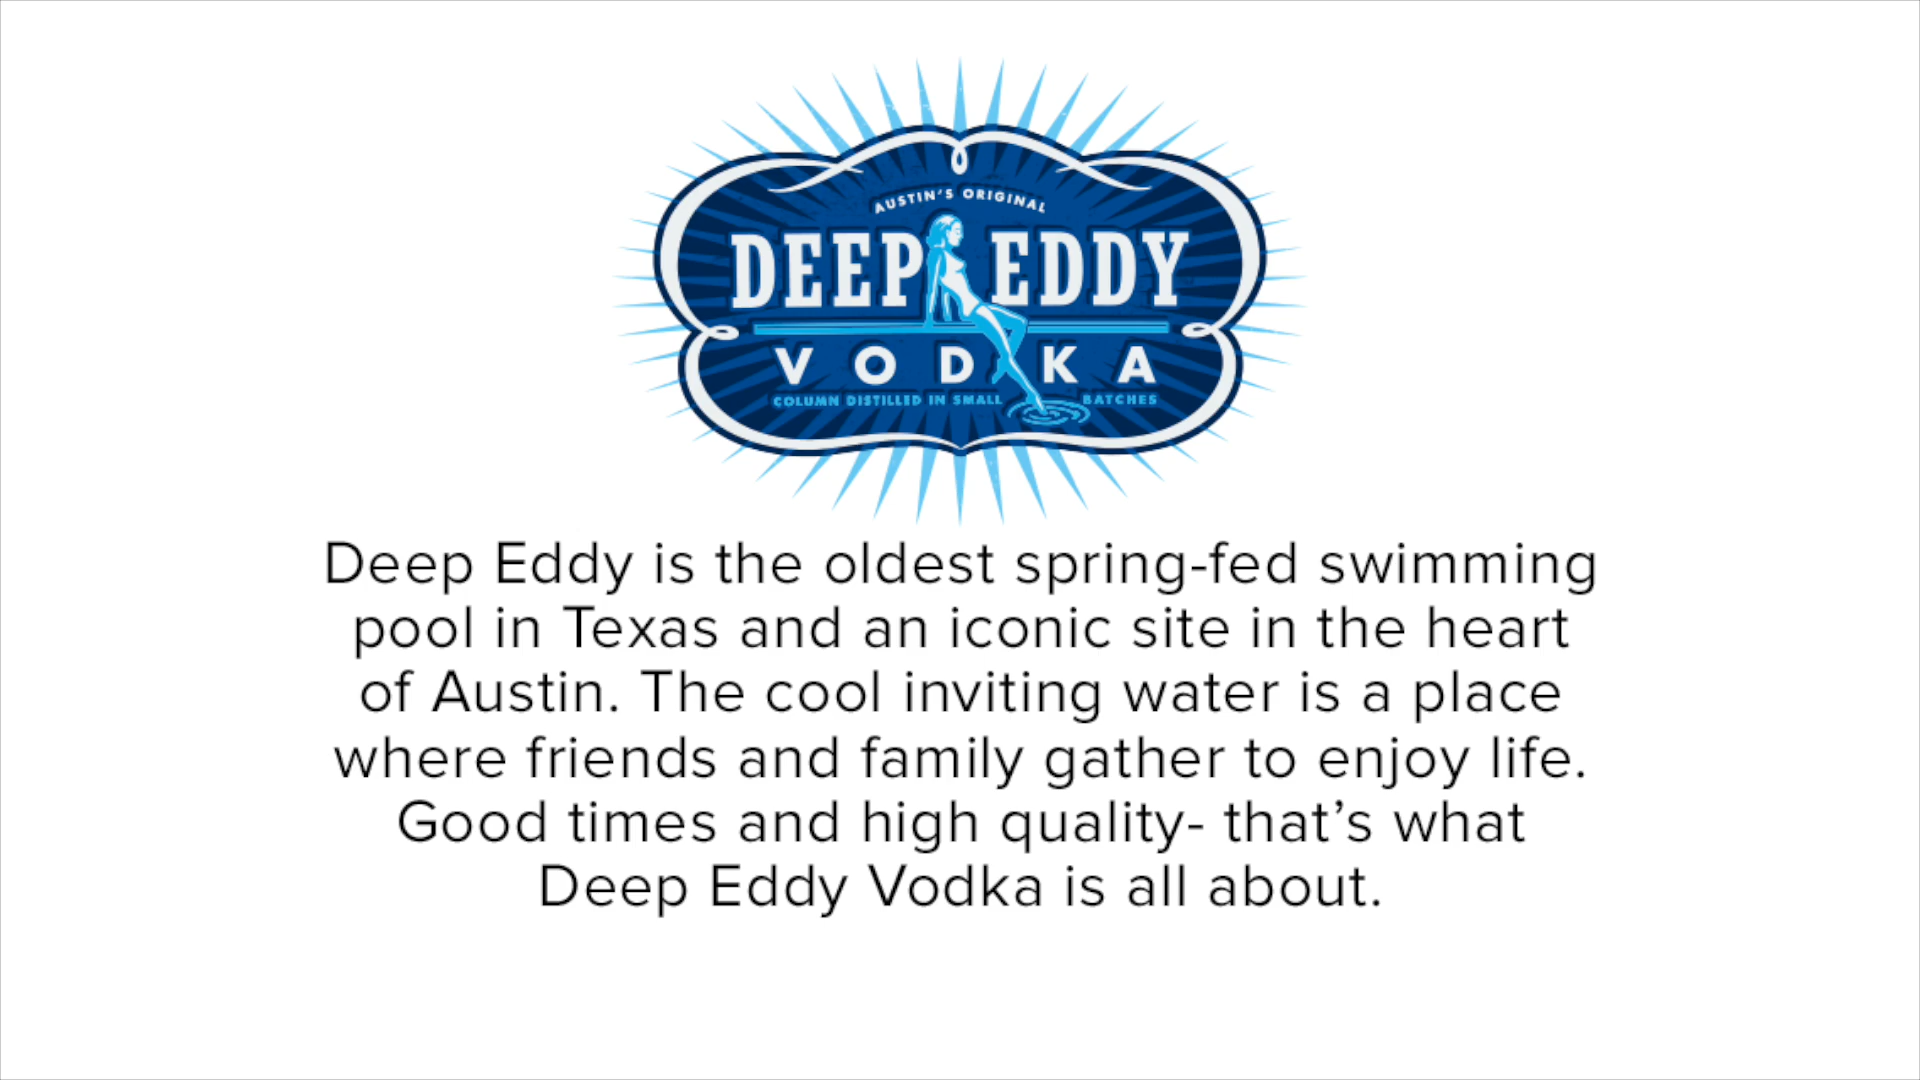 AUSTIN'S ORIGINAL
DEEP EDDY
VODKA
COLUMN DISTILLED IN SMALL BATCHES
Deep Eddy is the oldest spring-fed swimming
pool in Texas and an iconic site in the heart
of Austin. The cool inviting water is a place
where friends and family gather to enjoy life.
Good times and high quality- that’s what
Deep Eddy Vodka is all about.